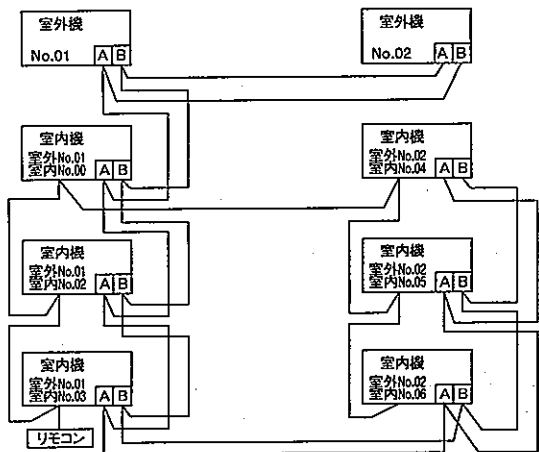 室外機
No.01 A B
室外機
No.02 A B
室内機
室外No.01
室内No.00 A B
室内機
室外No.02
室内No.04 A B
室内機
室外No.01
室内No.02 A B
室内機
室外No.02
室内No.05 A B
室内機
室外No.01
室内No.03 A B
室内機
室外No.02
室内No.06 A B
リモコン